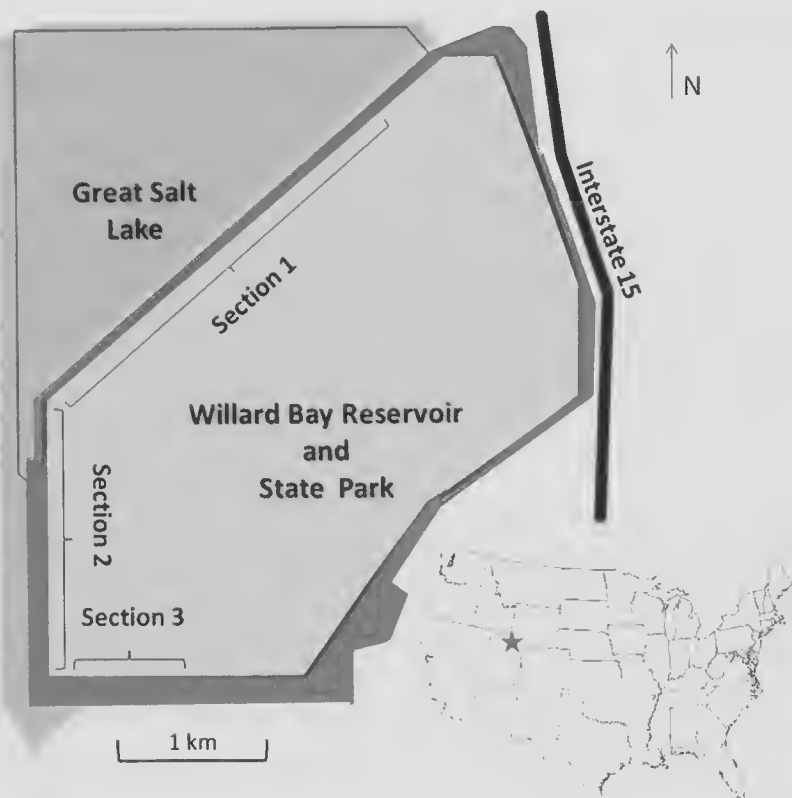 N
Great Salt
Lake
Interstate 15
Section 1
Willard Bay Reservoir
and
State Park
Section 2
Section 3
1 km